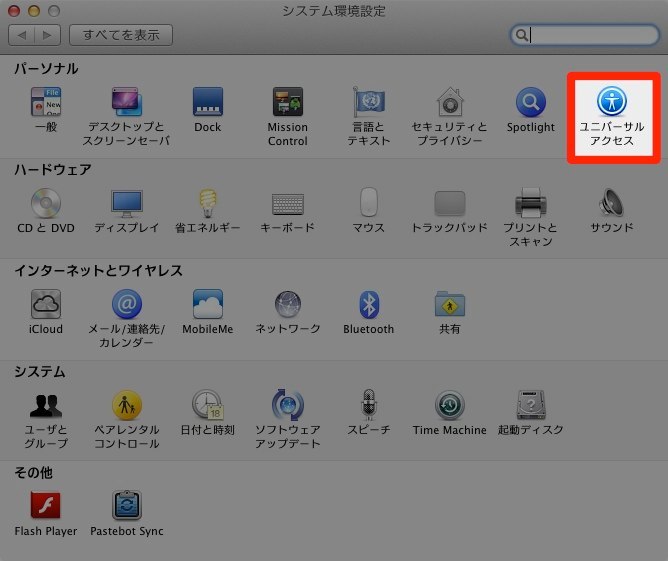 システム環境設定
すべてを表示
パーソナル
一般
デスクトップと
スクリーンセーバ
Dock
Mission
Control
言語と
テキスト
セキュリティと
プライバシー
Spotlight
ユニバーサル
アクセス
ハードウェア
CD と DVD
ディスプレイ
省エネルギー
キーボード
マウス
トラックパッド
プリントと
スキャン
サウンド
インターネットとワイヤレス
iCloud
メール/連絡先/
カレンダー
MobileMe
ネットワーク
Bluetooth
共有
システム
ユーザと
グループ
ペアレンタル
コントロール
日付と時刻
18
ソフトウェア
アップデート
スピーチ
Time Machine
起動ディスク
その他
Flash Player
Pastebot Sync